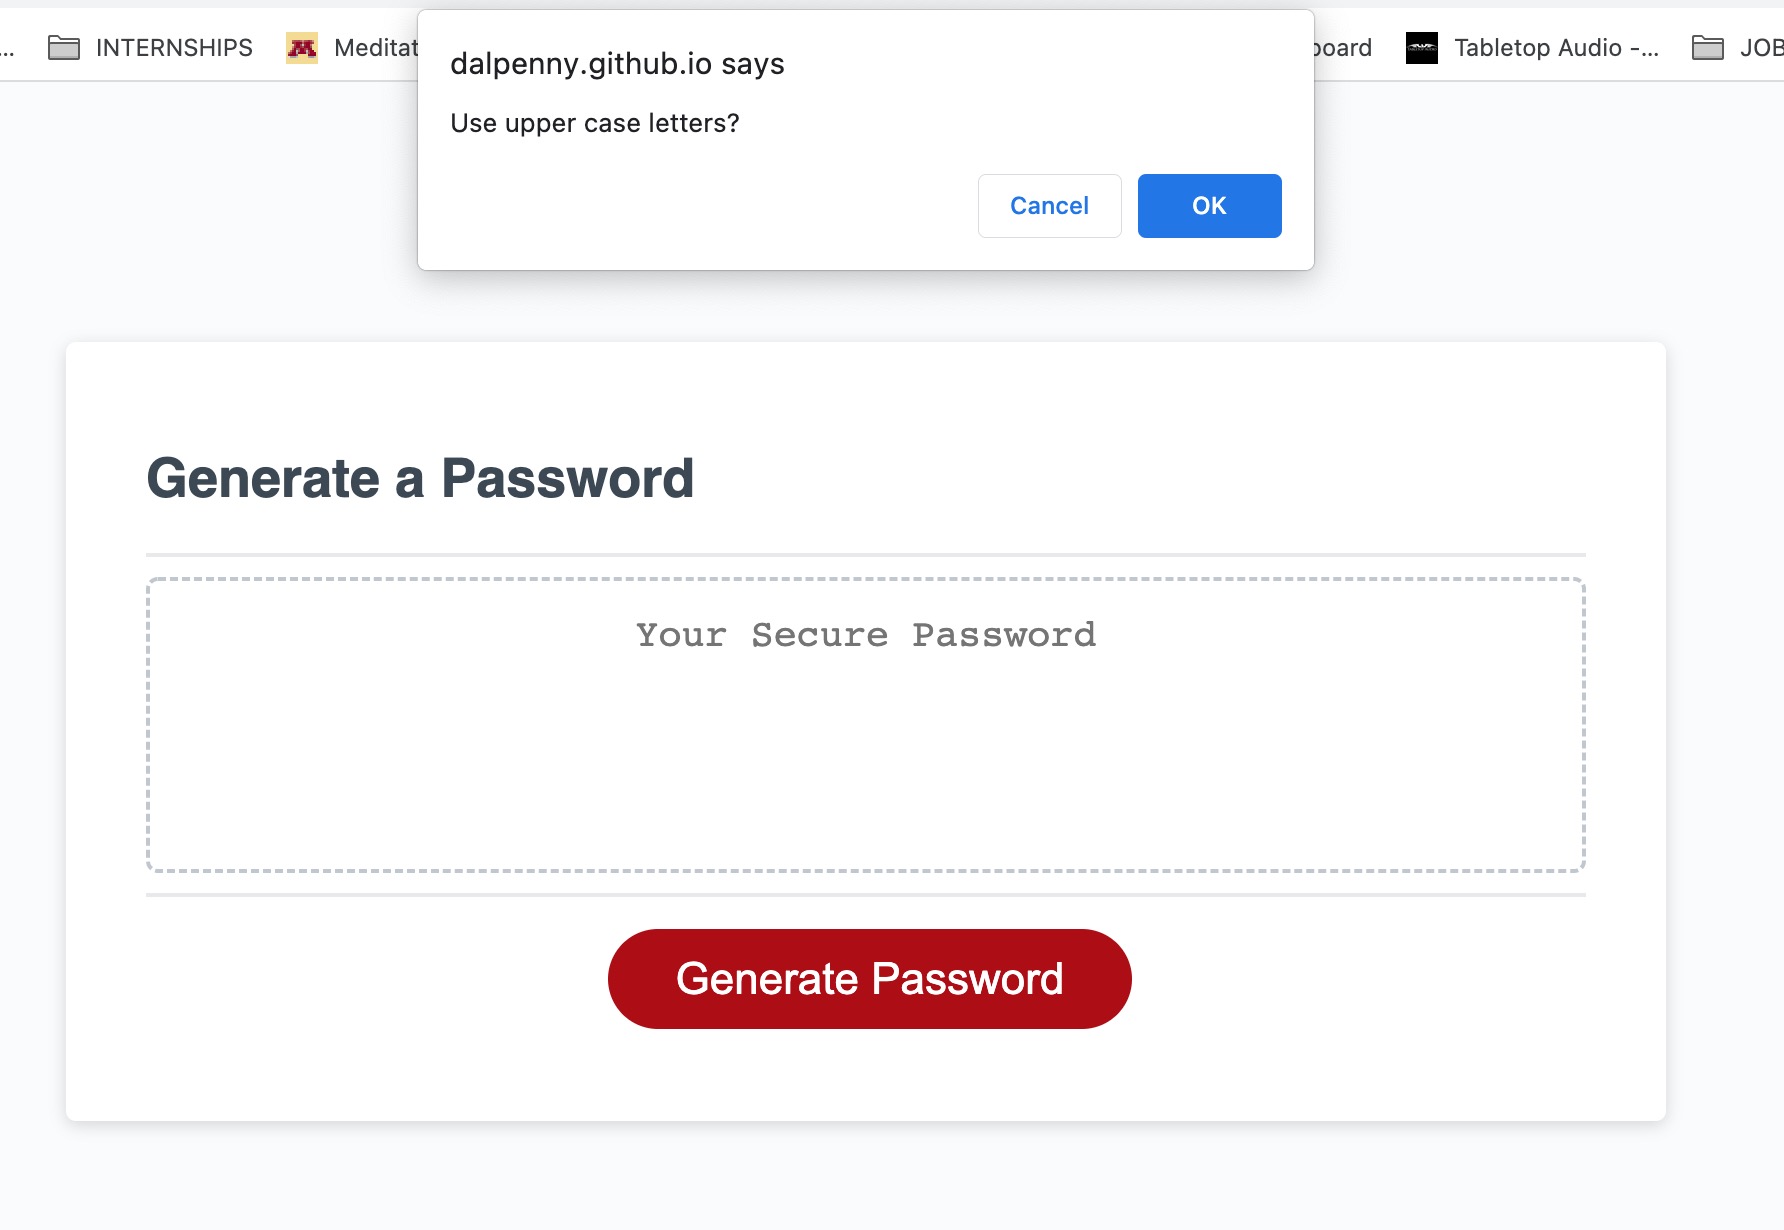 ... INTERNSHIPS Meditat board Tabletop Audio -... JOB
dalpenny.github.io says
Use upper case letters?
Cancel OK
Generate a Password
Your Secure Password
Generate Password